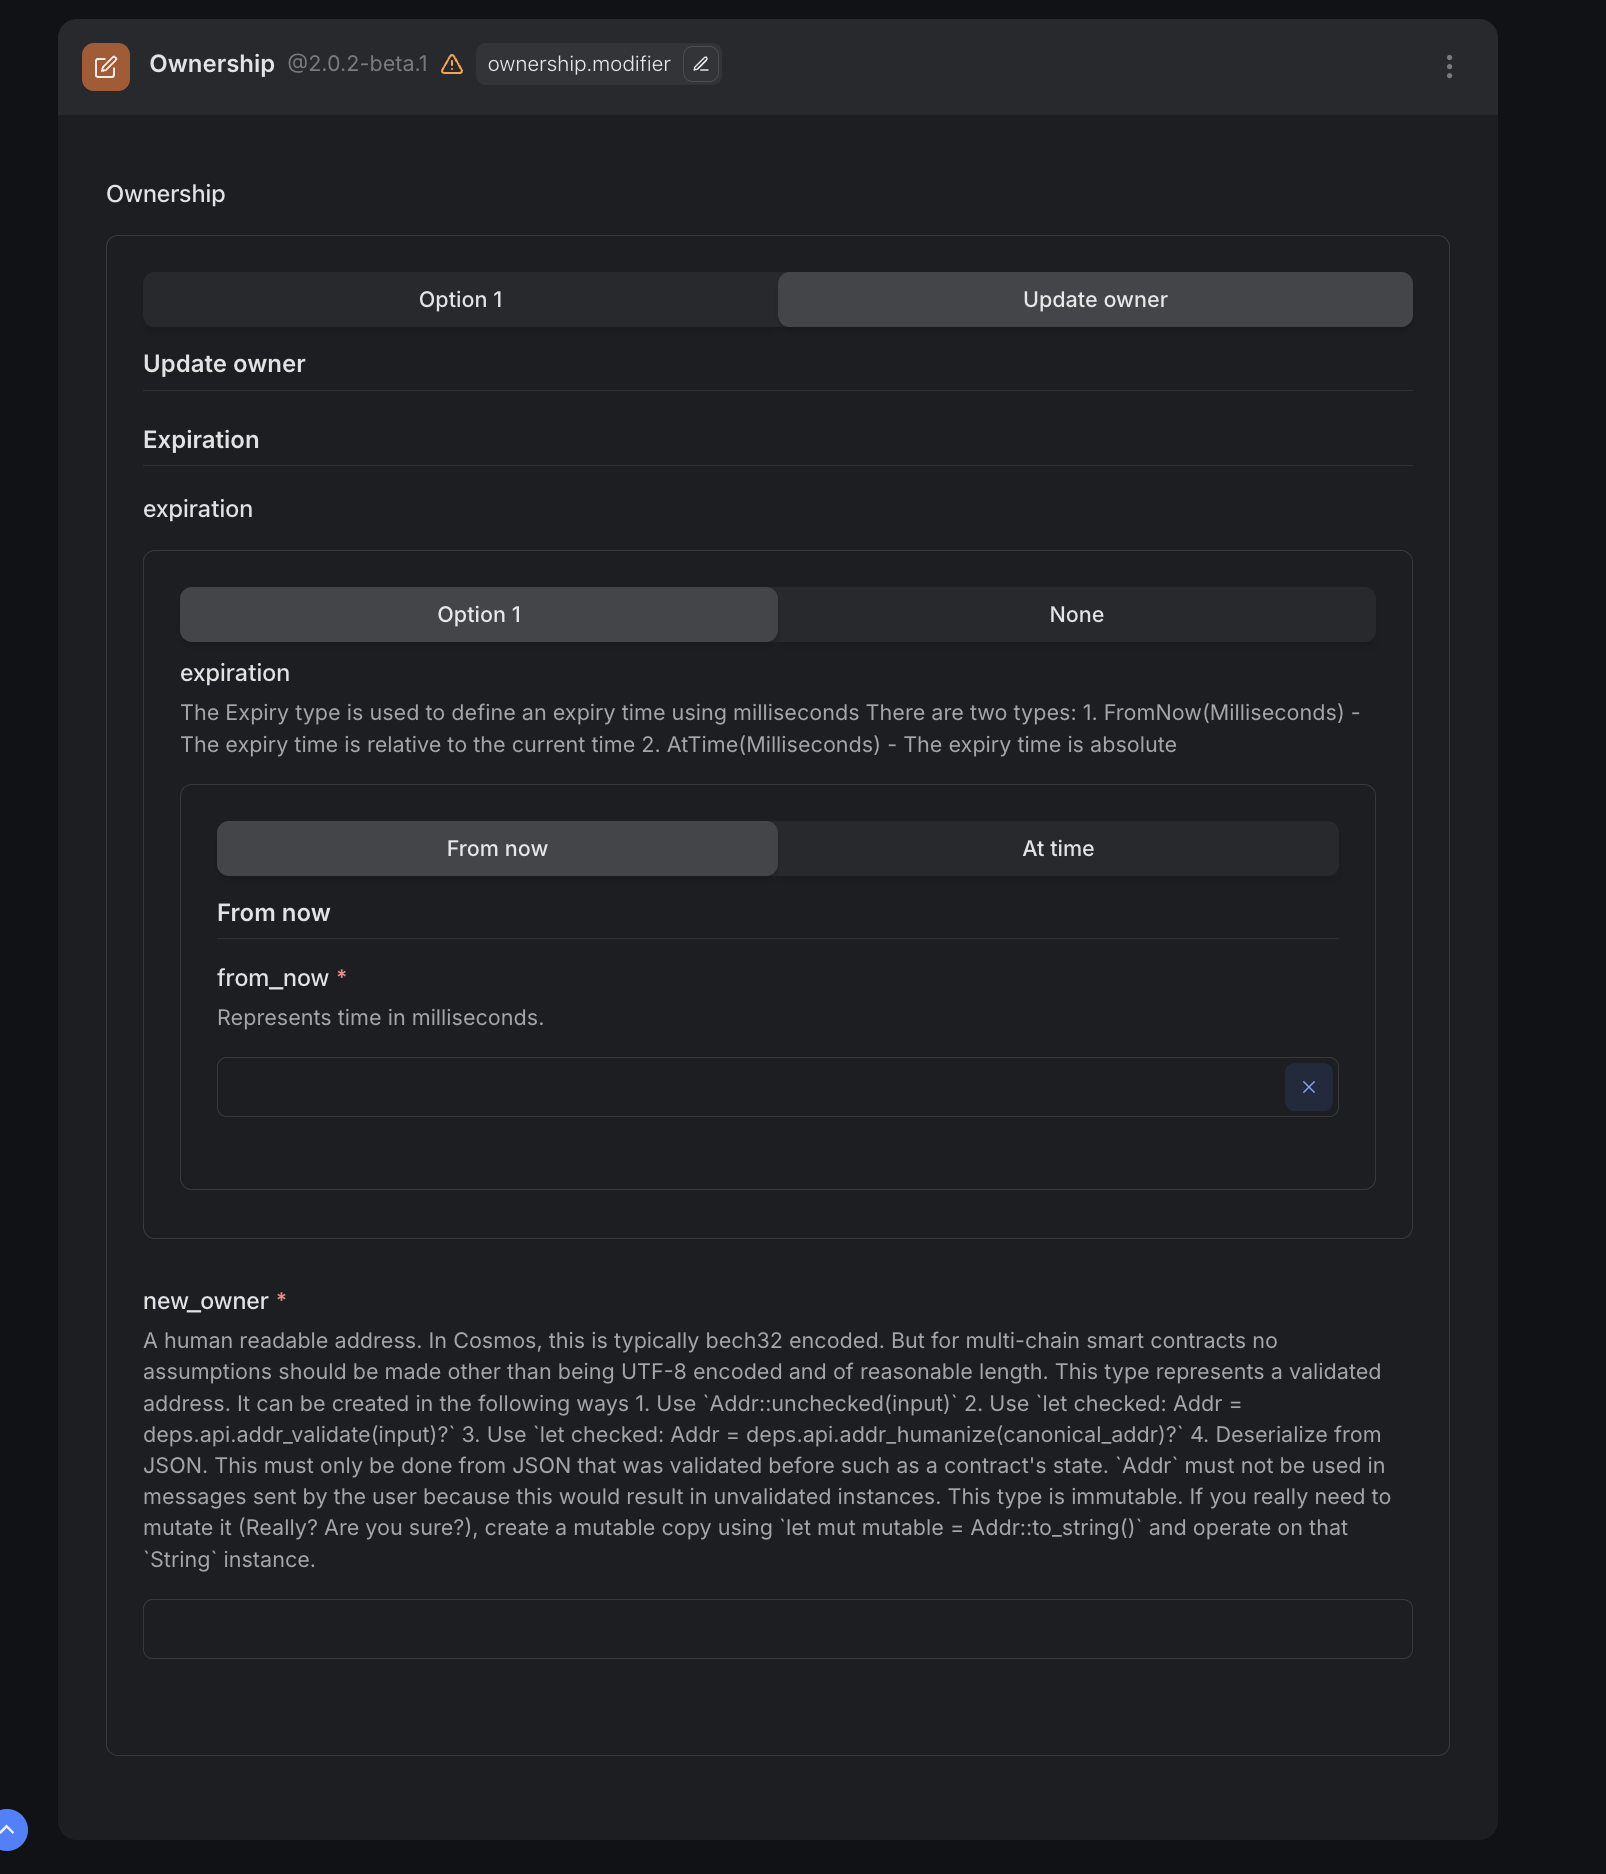 Ownership @2.0.2-beta.1 ownership.modifier
Ownership
Option 1 Update owner
Update owner
Expiration
expiration
Option 1 None
expiration
The Expiry type is used to define an expiry time using milliseconds There are two types: 1. FromNow(Milliseconds) -
The expiry time is relative to the current time 2. AtTime(Milliseconds) - The expiry time is absolute
From now At time
From now
from_now *
Represents time in milliseconds.
new_owner *
A human readable address. In Cosmos, this is typically bech32 encoded. But for multi-chain smart contracts no
assumptions should be made other than being UTF-8 encoded and of reasonable length. This type represents a validated
address. It can be created in the following ways 1. Use `Addr::unchecked(input)` 2. Use `let checked: Addr =
deps.api.addr_validate(input)?` 3. Use `let checked: Addr = deps.api.addr_humanize(canonical_addr)?` 4. Deserialize from
JSON. This must only be done from JSON that was validated before such as a contract's state. `Addr` must not be used in
messages sent by the user because this would result in unvalidated instances. This type is immutable. If you really need to
mutate it (Really? Are you sure?), create a mutable copy using `let mut mutable = Addr::to_string()` and operate on that
`String` instance.